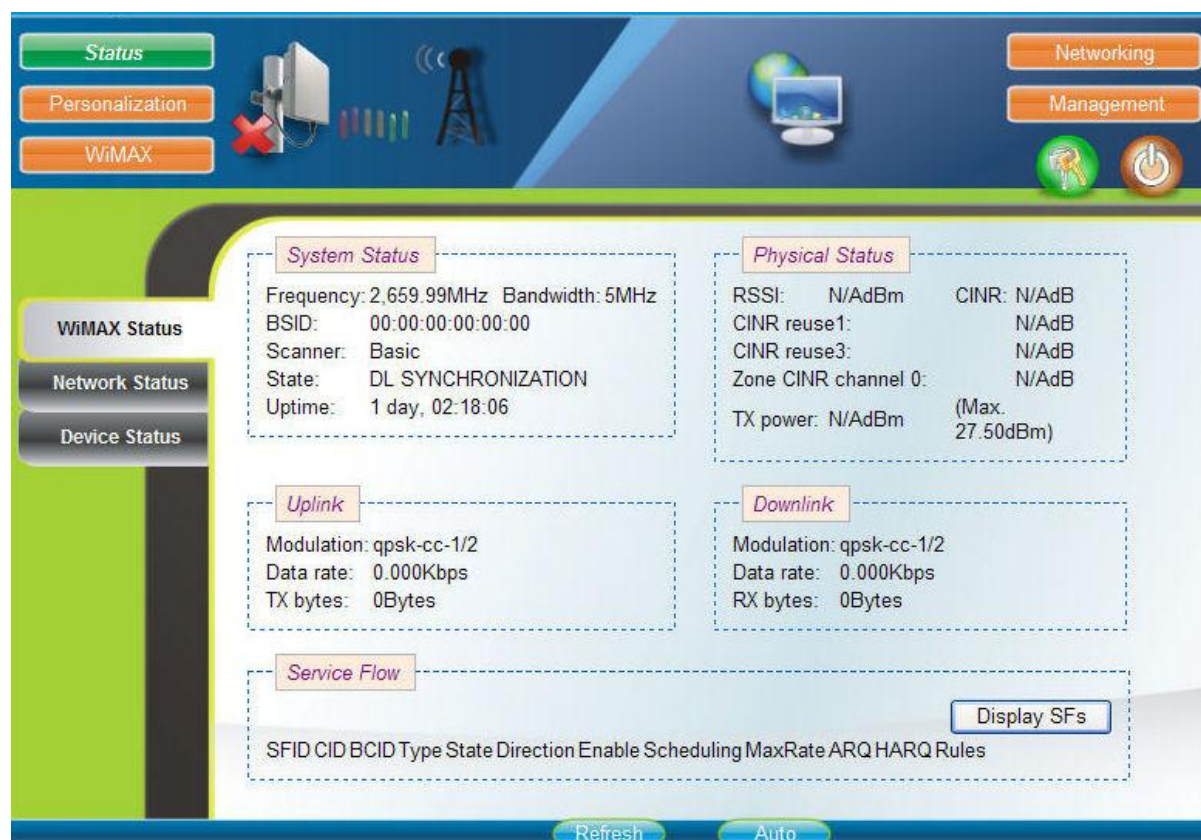 Status
Personalization
WiMAX
Networking
Management
WiMAX Status
Network Status
Device Status
System Status
Frequency: 2,659.99MHz Bandwidth: 5MHz
BSID: 00:00:00:00:00:00
Scanner: Basic
State: DL SYNCHRONIZATION
Uptime: 1 day, 02:18:06
Physical Status
RSSI: N/AdBm CINR: N/AdB
CINR reuse1: N/AdB
CINR reuse3: N/AdB
Zone CINR channel 0: N/AdB
TX power: N/AdBm (Max.
27.50dBm)
Uplink
Modulation: qpsk-cc-1/2
Data rate: 0.000Kbps
TX bytes: 0Bytes
Downlink
Modulation: qpsk-cc-1/2
Data rate: 0.000Kbps
RX bytes: 0Bytes
Service Flow
Display SFs
SFID CID BCID Type State Direction Enable Scheduling MaxRate ARQ HARQ Rules
Refresh
Auto